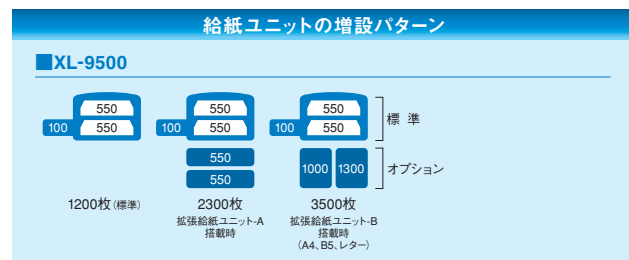 給紙ユニットの増設パターン
■XL-9500
550
100 550
550
100 550
550
550
550
100 550
1000 1300
標 準
オプション
1200枚(標準)
2300枚
拡張給紙ユニット-A
搭載時
3500枚
拡張給紙ユニット-B
搭載時
(A4、B5、レター)